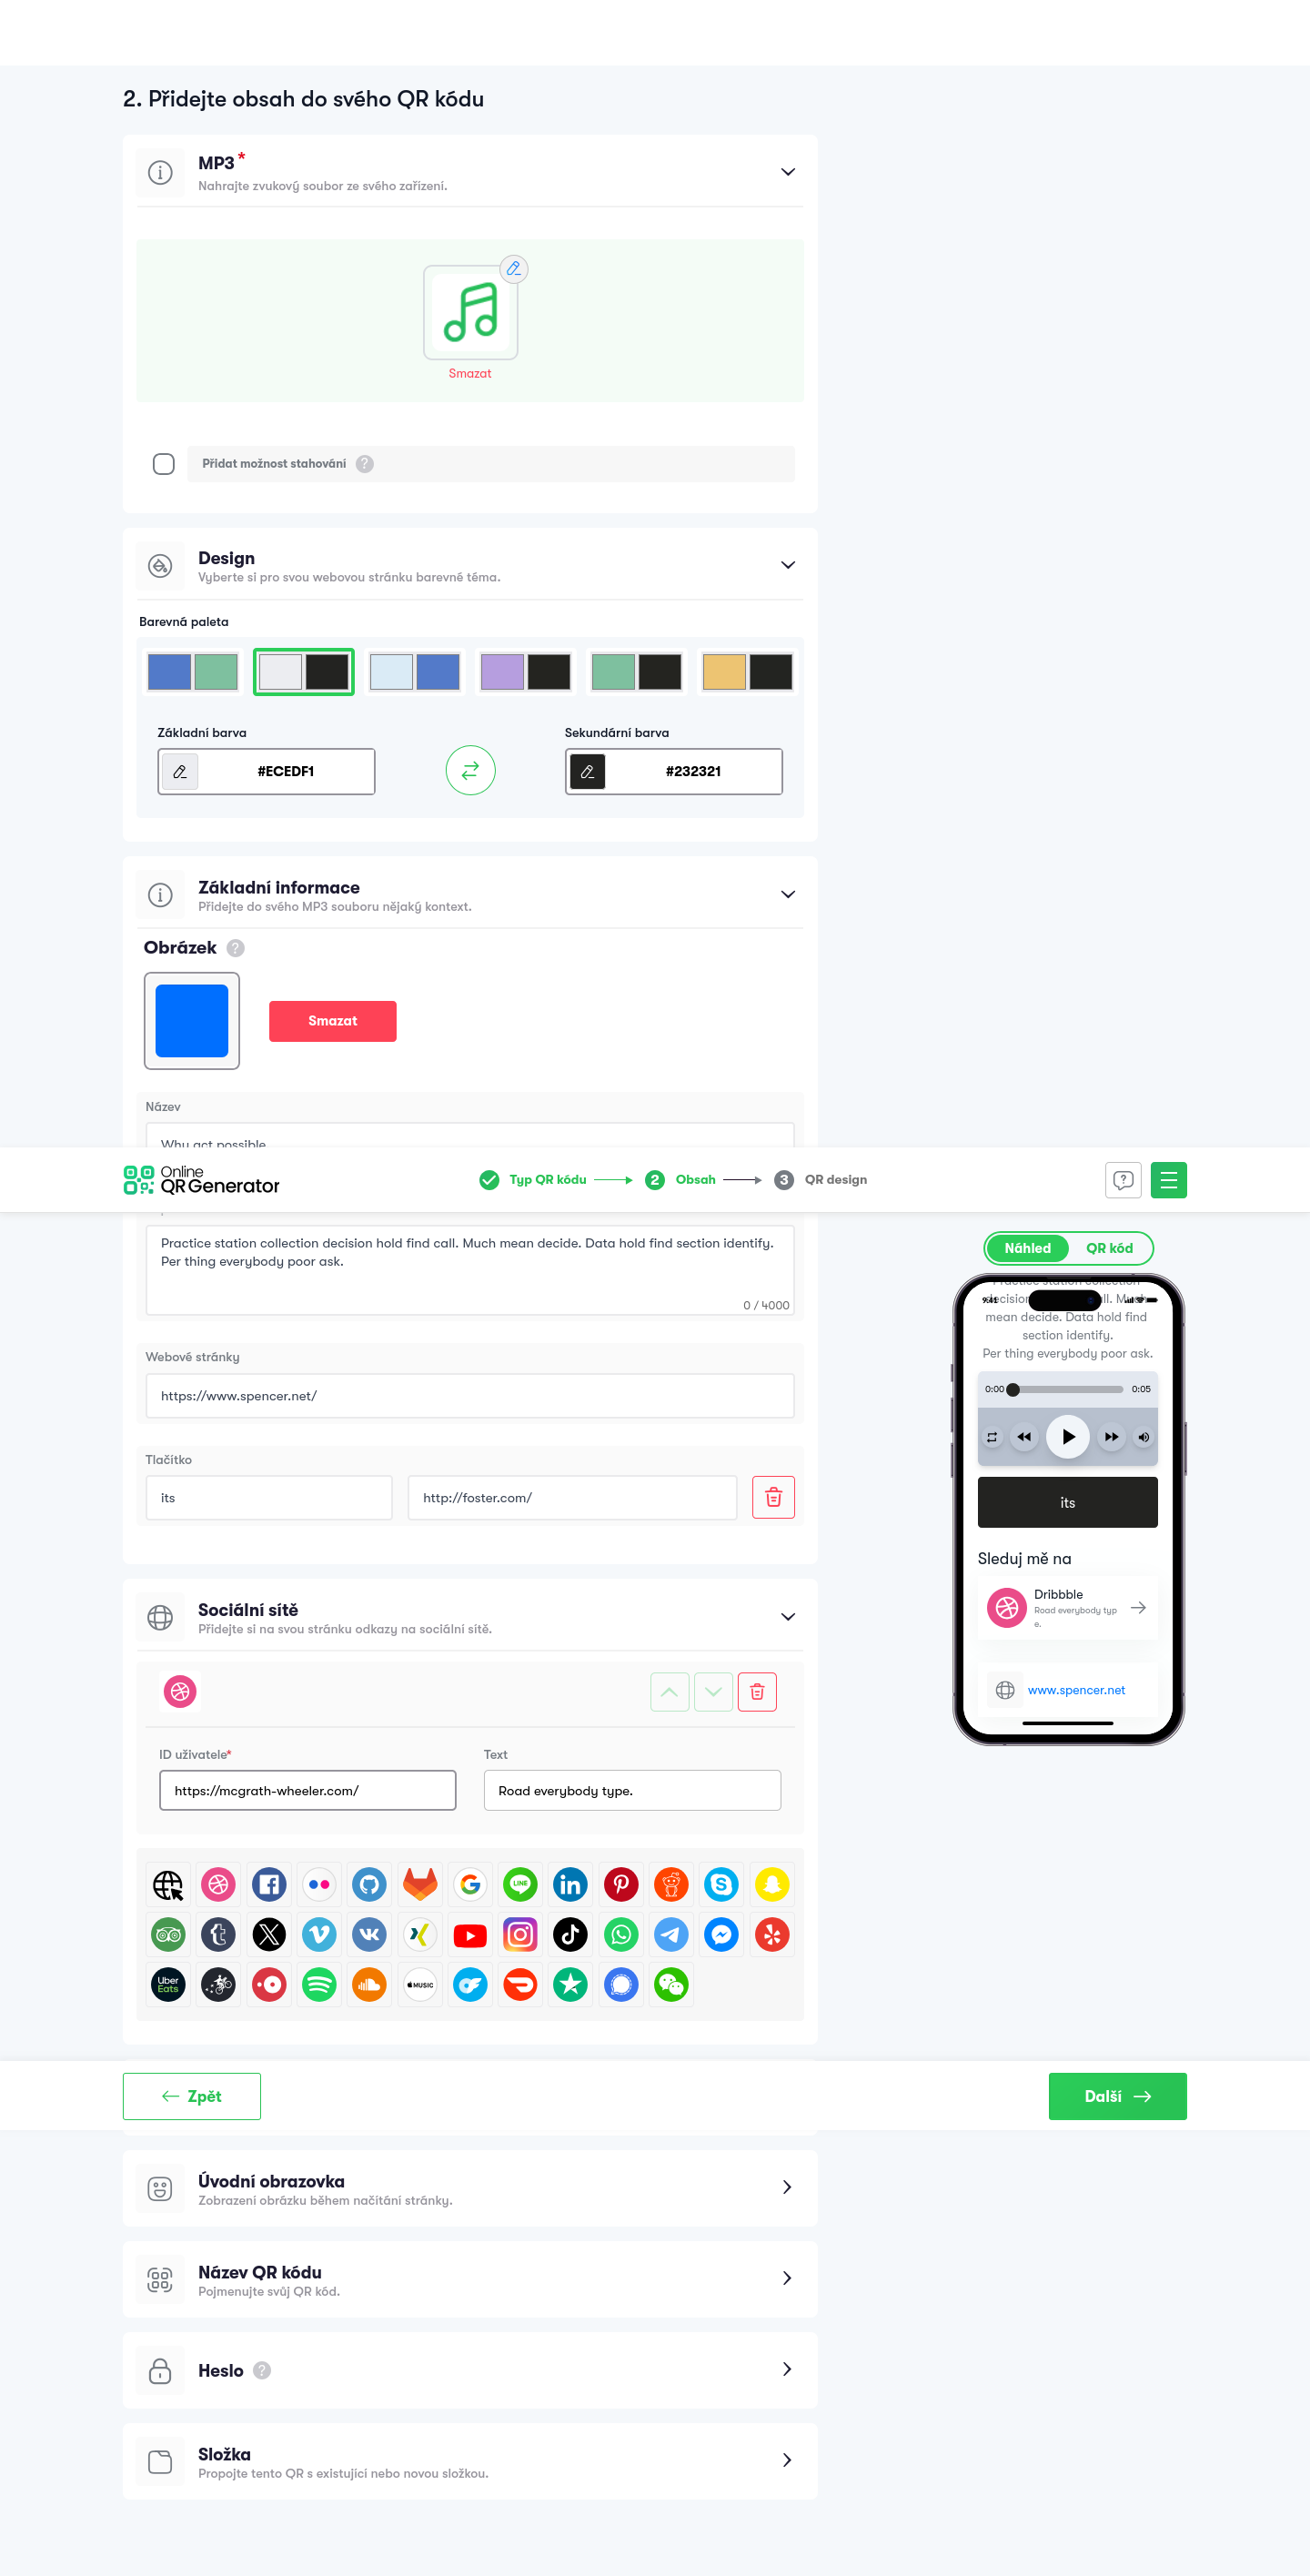 2. Přidejte obsah do svého QR kódu
MP3 *
Nahrajte zvukový soubor ze svého zařízení.
Smazat
Přidat možnost stahování ?
Design
Vyberte si pro svou webovou stránku barevné téma.
Barevná paleta
Základní barva
Sekundární barva
#ECEDF1
#232321
Základní informace
Přidejte do svého MP3 souboru nějaký kontext.
Obrázek ?
Smazat
Název
Why act possible
Online
QR Generator
Typ QR kódu
2 Obsah
3 QR design
Practice station collection decision hold find call. Much mean decide. Data hold find section identify.
Per thing everybody poor ask.
0 / 4000
Webové stránky
https://www.spencer.net/
Tlačítko
its
http://foster.com/
Sociální sítě
Přidejte si na svou stránku odkazy na sociální sítě.
ID uživatele*
Text
https://mcgrath-wheeler.com/
Road everybody type.
LINE
Uber
Eats
MUSIC
Náhled
QR kód
Practice station collection
9:41
decision
ll. Much
mean decide. Data hold find
section identify.
Per thing everybody poor ask.
0:00
0:05
its
Sleduj mě na
Dribbble
Road everybody typ
e.
www.spencer.net
Zpět
Další
Úvodní obrazovka
Zobrazení obrázku během načítání stránky.
Název QR kódu
Pojmenujte svůj QR kód.
Heslo ?
Složka
Propojte tento QR s existující nebo novou složkou.